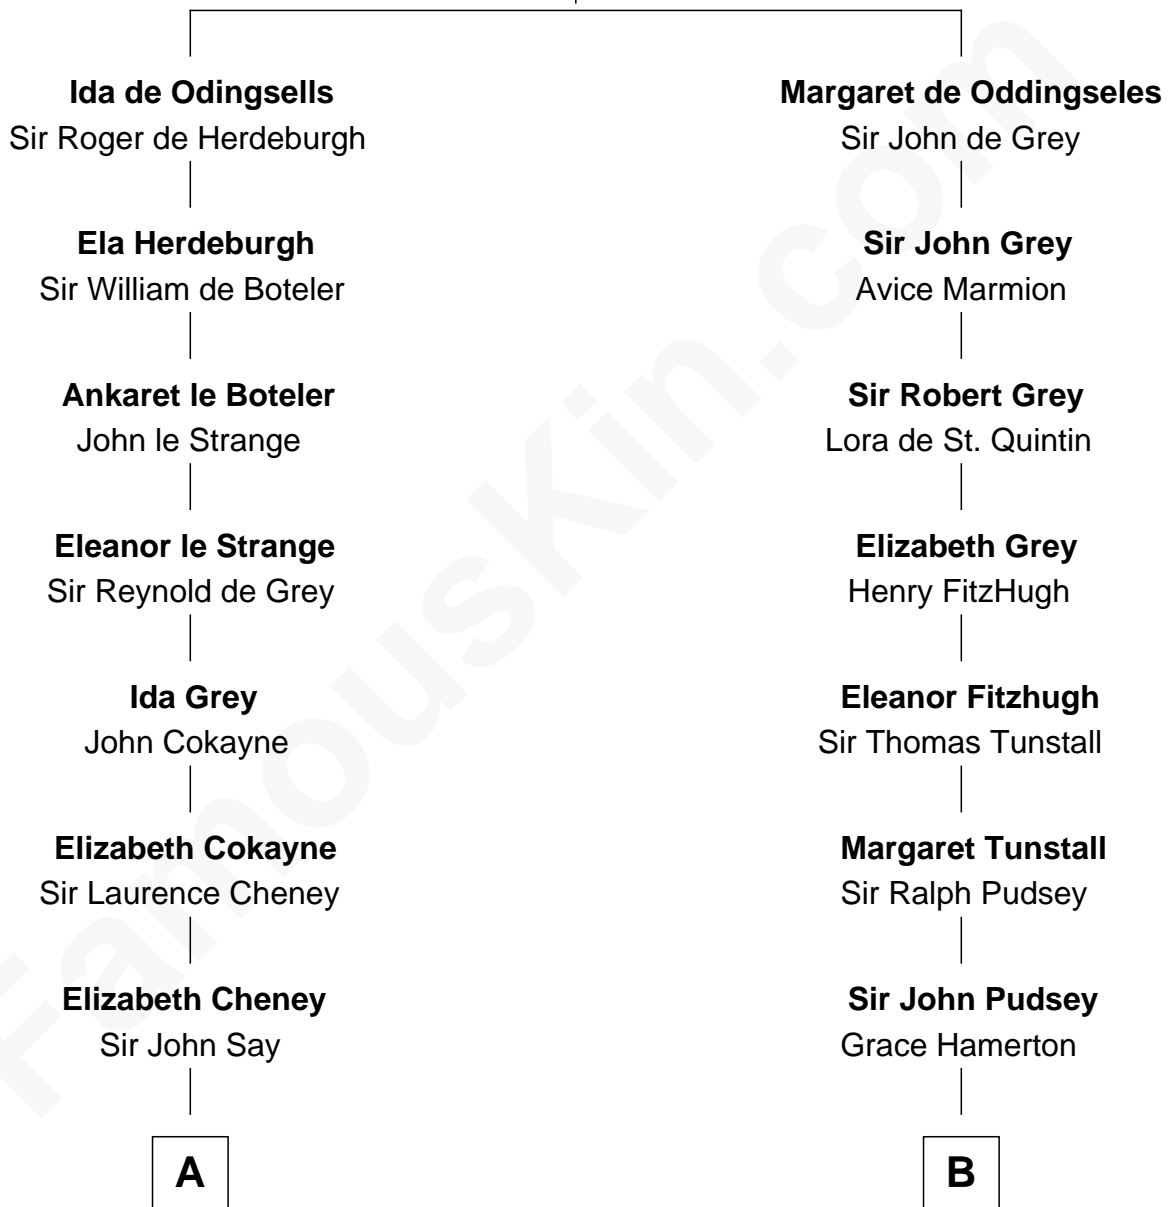 Ida de Odingsells
Sir Roger de Herdeburgh
Ela Herdeburgh
Sir William de Boteler
Ankaret le Boteler
John le Strange
Eleanor le Strange
Sir Reynold de Grey
Ida Grey
John Cokayne
Elizabeth Cokayne
Sir Laurence Cheney
Elizabeth Cheney
Sir John Say
A
Margaret de Oddingseles
Sir John de Grey
Sir John Grey
Avice Marmion
Sir Robert Grey
Lora de St. Quintin
Elizabeth Grey
Henry FitzHugh
Eleanor Fitzhugh
Sir Thomas Tunstall
Margaret Tunstall
Sir Ralph Pudsey
Sir John Pudsey
Grace Hamerton
B
FamousKin.com